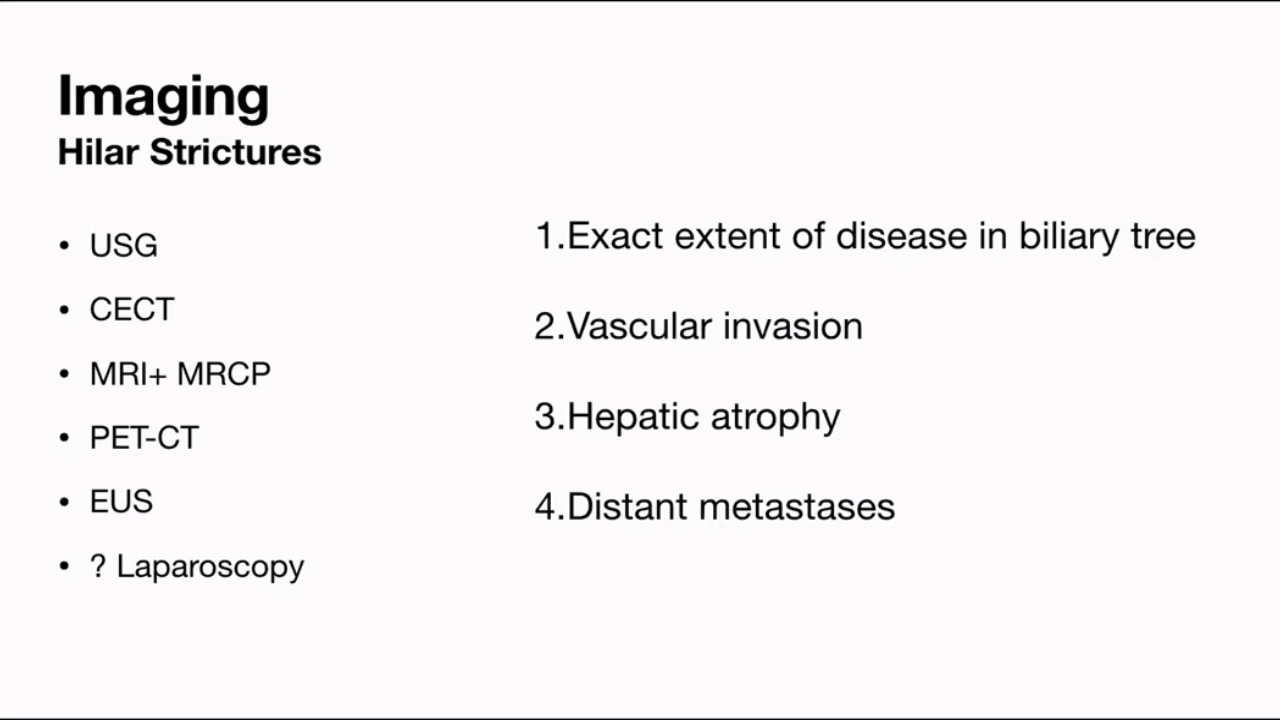 Imaging
Hilar Strictures
• USG
• CECT
• MRI+ MRCP
• PET-CT
• EUS
• ? Laparoscopy
1.Exact extent of disease in biliary tree
2.Vascular invasion
3.Hepatic atrophy
4.Distant metastases